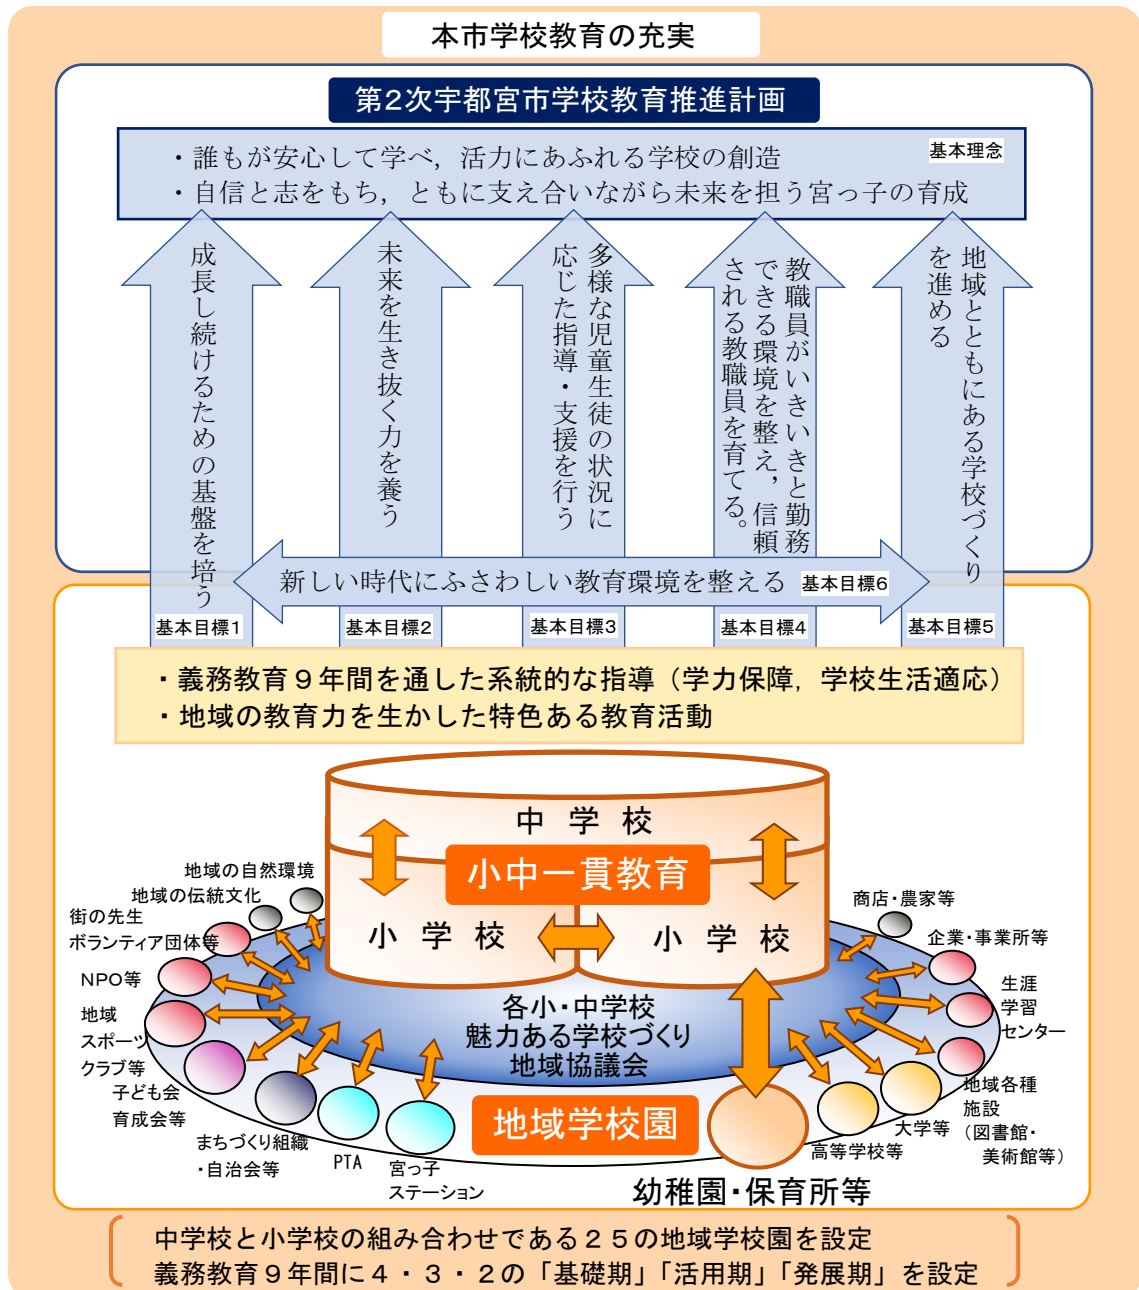 本市学校教育の充実
第２次宇都宮市学校教育推進計画
・誰もが安心して学べ，活力にあふれる学校の創造
基本理念
・自信と志をもち，ともに支え合いながら未来を担う宮っ子の育成
成長し続けるための基盤を培う
未来を生き抜く力を養う
多様な児童生徒の状況に
応じた指導・支援を行う
教職員がいきいきと勤務
できる環境を整え，信頼
される教職員を育てる。
地域とともにある学校づくり
を進める
新しい時代にふさわしい教育環境を整える 基本目標6
基本目標1
基本目標2
基本目標3
基本目標4
基本目標5
・義務教育９年間を通した系統的な指導（学力保障，学校生活適応）
・地域の教育力を生かした特色ある教育活動
中 学 校
小中一貫教育
小 学 校
小 学 校
地域の自然環境
地域の伝統文化
街の先生
ボランティア団体等
NPO等
地域
スポーツ
クラブ等
子ども会
育成会等
まちづくり組織
・自治会等
PTA
宮っ子
ステーション
各小・中学校
魅力ある学校づくり
地域協議会
地域学校園
幼稚園・保育所等
商店・農家等
企業・事業所等
生涯
学習
センター
地域各種
施設
（図書館・
美術館等）
大学等
高等学校等
中学校と小学校の組み合わせである２５の地域学校園を設定
義務教育９年間に４・３・２の「基礎期」「活用期」「発展期」を設定